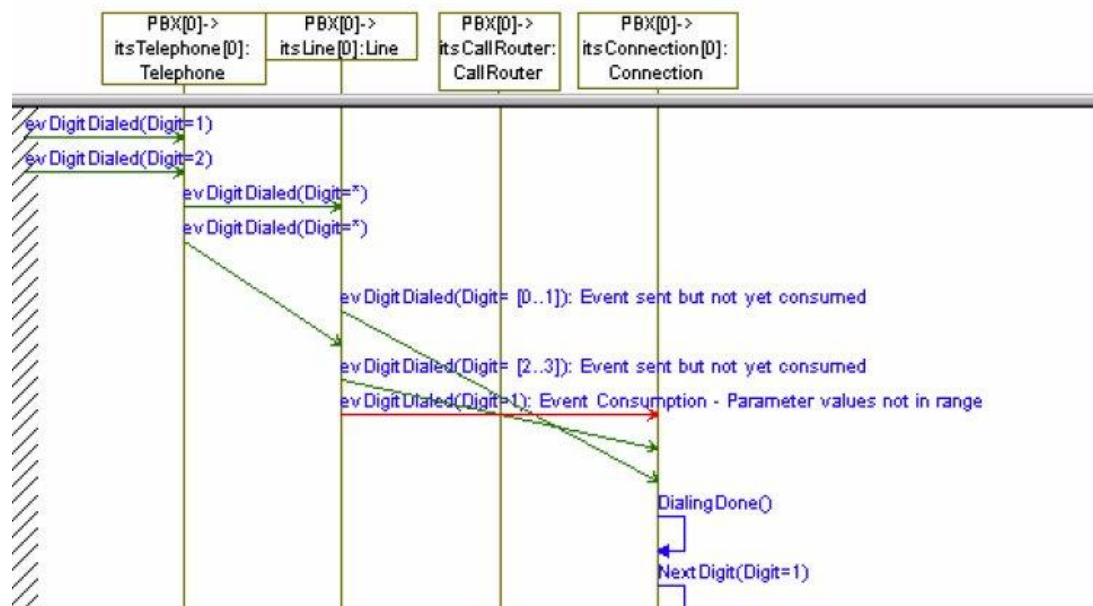 PBX[0]->
itsTelephone[0]:
Telephone
PBX[0]->
itsLine[0]:Line
PBX[0]->
itsCallRouter:
CallRouter
PBX[0]->
itsConnection[0]:
Connection
evDigitDialed(Digit=1)
evDigitDialed(Digit=2)
evDigitDialed(Digit=*)
evDigitDialed(Digit=*)
evDigitDialed(Digit= [0..1]): Event sent but not yet consumed
evDigitDialed(Digit= [2..3]): Event sent but not yet consumed
evDigitDialed(Digit=1): Event Consumption - Parameter values not in range
DialingDone()
NextDigit(Digit=1)